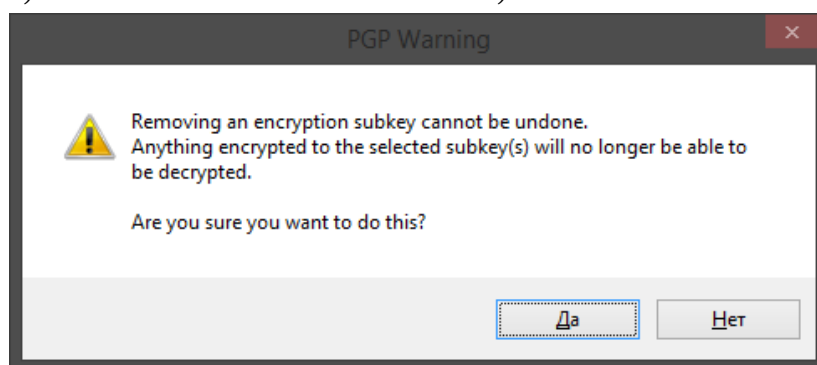 PGP Warning
Removing an encryption subkey cannot be undone.
Anything encrypted to the selected subkey(s) will no longer be able to
be decrypted.
Are you sure you want to do this?
Да
Нет